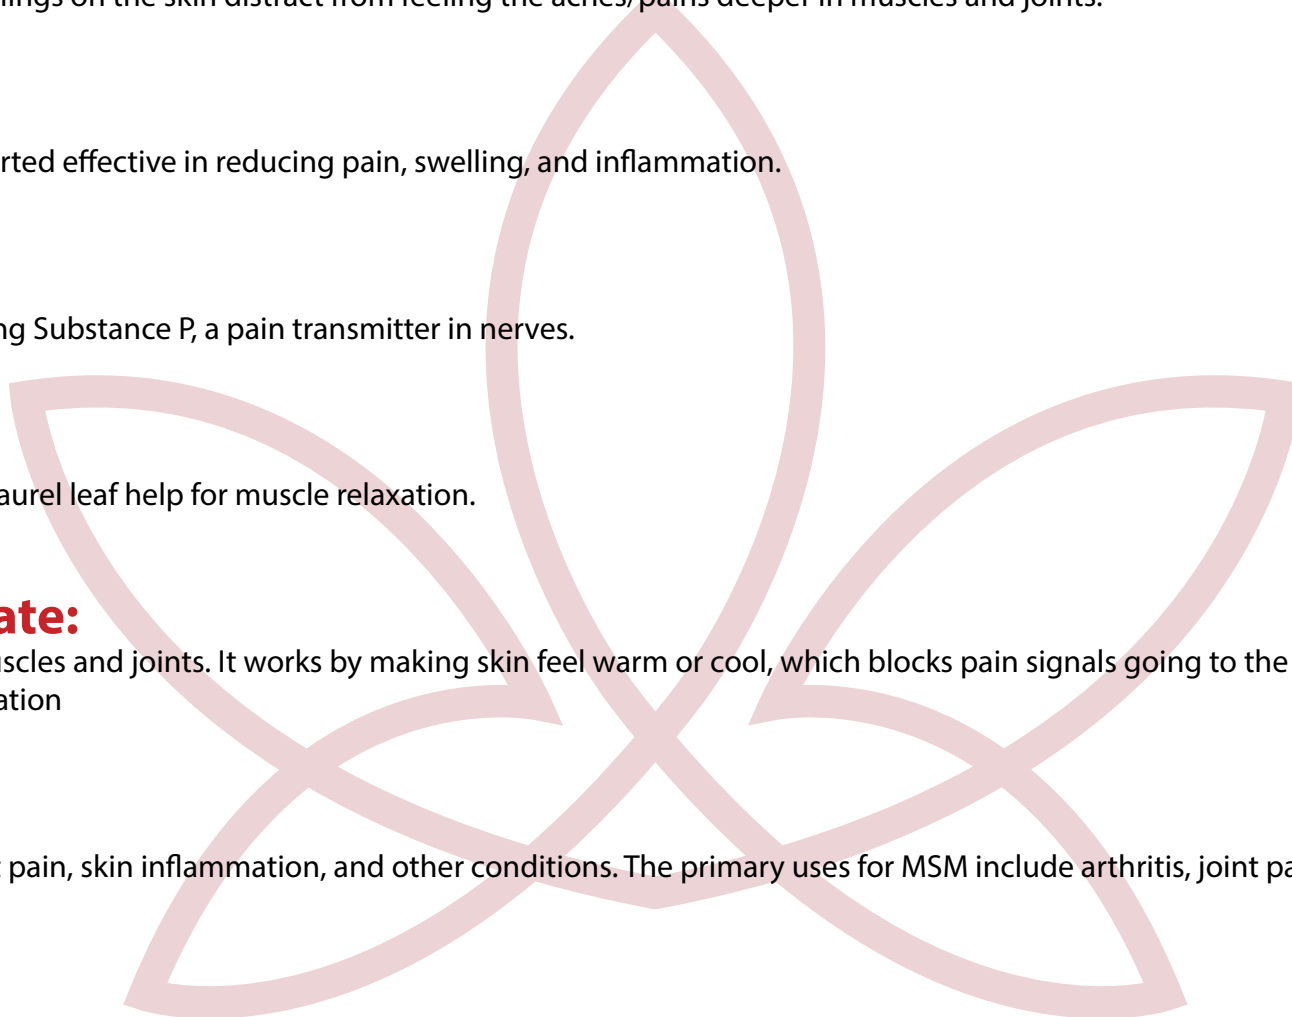 ings on the skin distract from feeling the aches/pains deeper in muscles and joints.
rted effective in reducing pain, swelling, and inflammation.
ng Substance P, a pain transmitter in nerves.
aurel leaf help for muscle relaxation.
ate:
scles and joints. It works by making skin feel warm or cool, which blocks pain signals going to the
ation
pain, skin inflammation, and other conditions. The primary uses for MSM include arthritis, joint pa